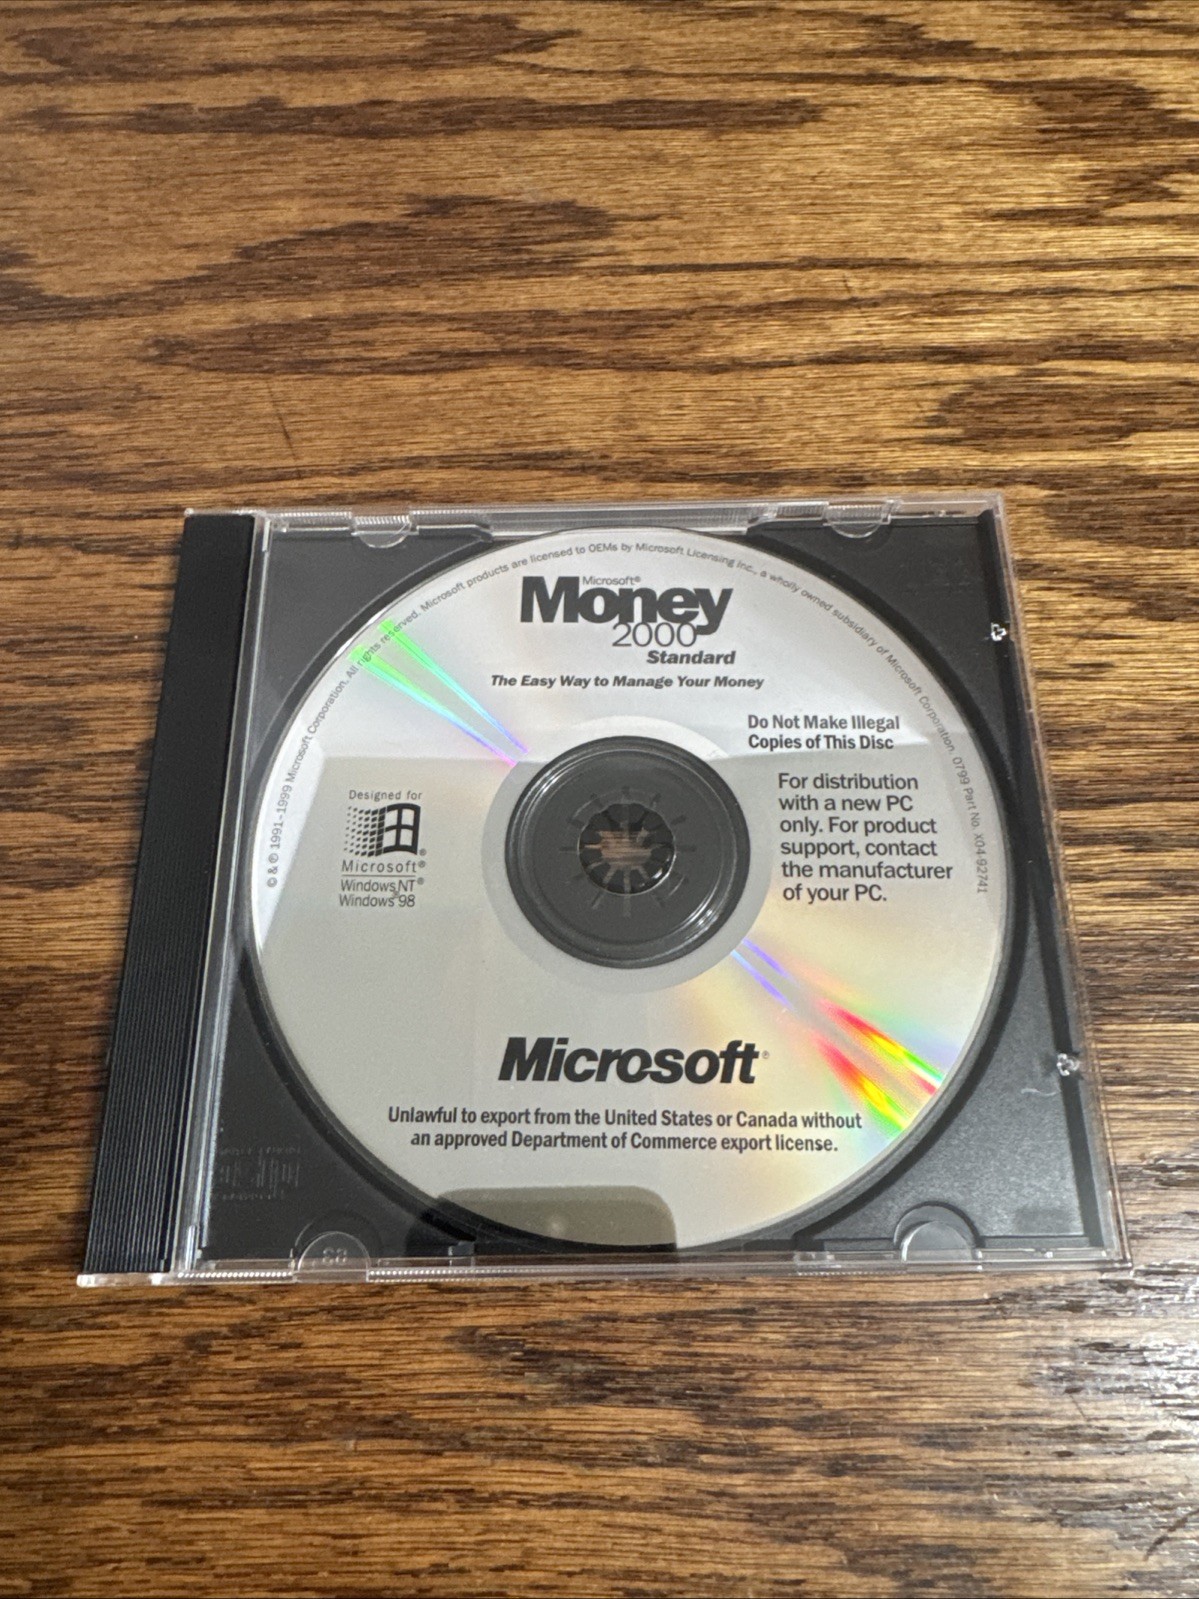 © & ℗ 1991-1999 Microsoft Corporation. All rights reserved. Microsoft products are licensed to OEMs by Microsoft Licensing Inc., a wholly owned subsidiary of Microsoft Corporation. 0799 Part No. X04-92741
Microsoft®
Money
2000
Standard
The Easy Way to Manage Your Money
Do Not Make Illegal
Copies of This Disc
For distribution
with a new PC
only. For product
support, contact
the manufacturer
of your PC.
Designed for
Microsoft®
Windows NT®
Windows 98
Microsoft®
Unlawful to export from the United States or Canada without
an approved Department of Commerce export license.